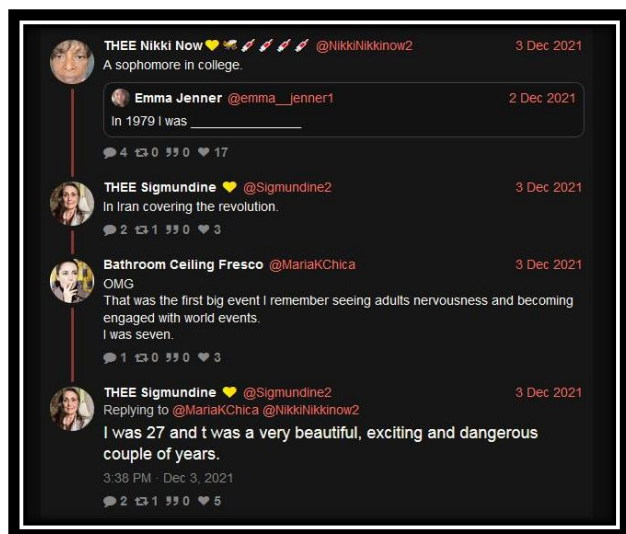 THEE Nikki Now💛🐝💉💉💉💉 @NikkiNikkinow2 3 Dec 2021
A sophomore in college.
Emma Jenner @emma__jenner1 2 Dec 2021
In 1979 I was ________________
4 0 0 17
THEE Sigmundine 💛 @Sigmundine2 3 Dec 2021
In Iran covering the revolution.
2 1 0 3
Bathroom Ceiling Fresco @MariaKChica 3 Dec 2021
OMG
That was the first big event I remember seeing adults nervousness and becoming
engaged with world events.
I was seven.
1 0 0 3
THEE Sigmundine 💛 @Sigmundine2 3 Dec 2021
Replying to @MariaKChica @NikkiNikkinow2
I was 27 and t was a very beautiful, exciting and dangerous
couple of years.
3:38 PM · Dec 3, 2021
2 1 0 5